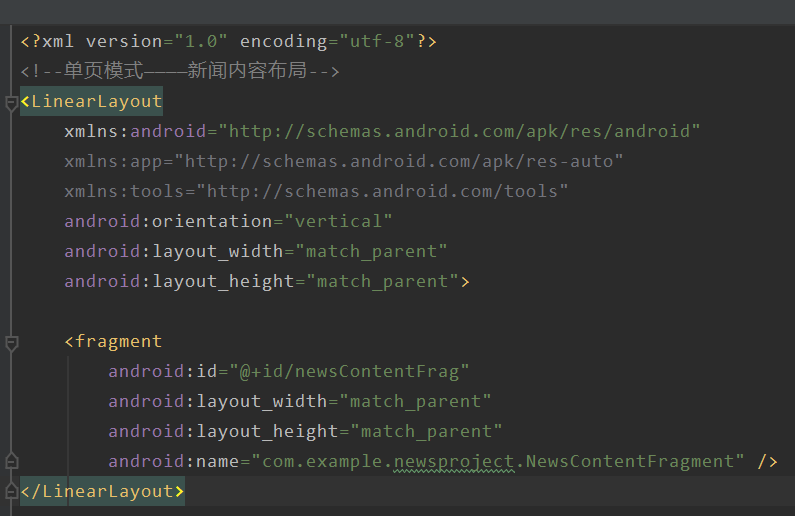 <?xml version="1.0" encoding="utf-8"?>
<!--单页模式————新闻内容布局-->
<LinearLayout
    xmlns:android="http://schemas.android.com/apk/res/android"
    xmlns:app="http://schemas.android.com/apk/res-auto"
    xmlns:tools="http://schemas.android.com/tools"
    android:orientation="vertical"
    android:layout_width="match_parent"
    android:layout_height="match_parent">

    <fragment
        android:id="@+id/newsContentFrag"
        android:layout_width="match_parent"
        android:layout_height="match_parent"
        android:name="com.example.newsproject.NewsContentFragment" />
</LinearLayout>